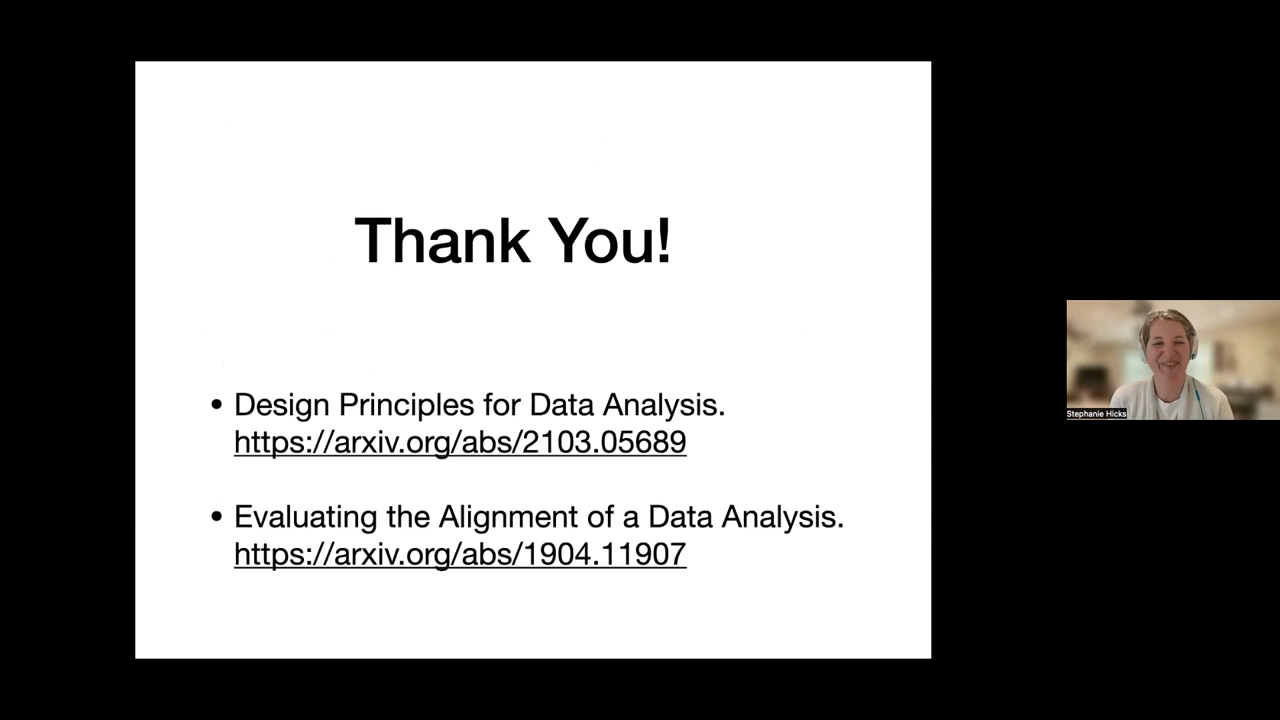 Thank You!
• Design Principles for Data Analysis.
https://arxiv.org/abs/2103.05689
• Evaluating the Alignment of a Data Analysis.
https://arxiv.org/abs/1904.11907
Stephanie Hicks